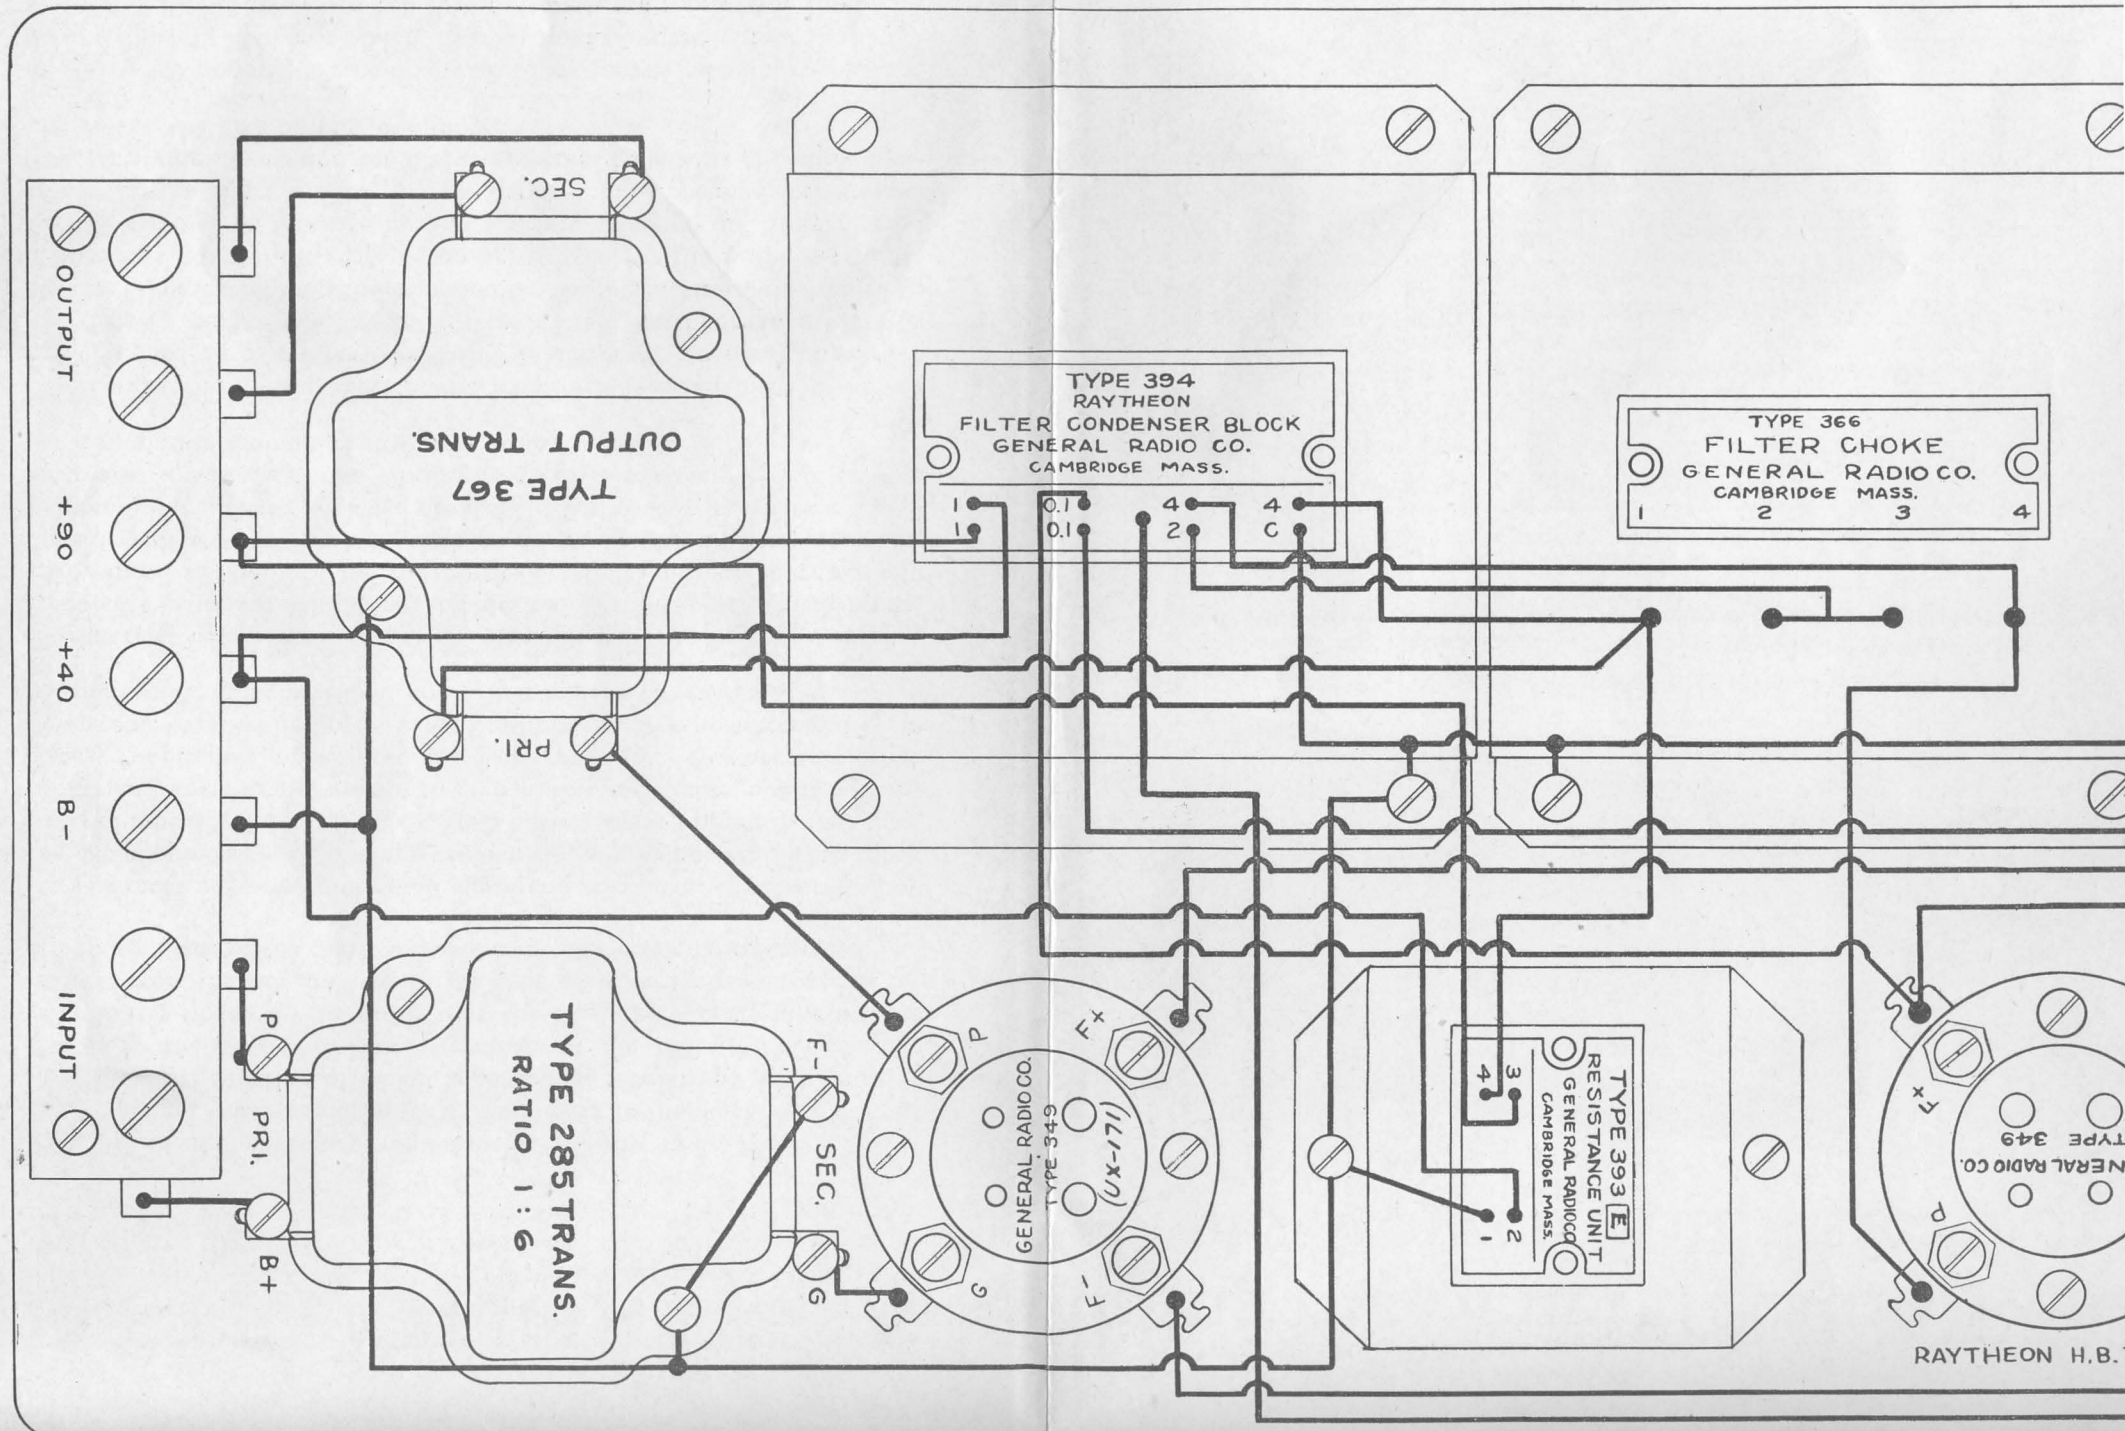 OUTPUT
+90
+40
B-
INPUT
SEC.
OUTPUT TRANS.
TYPE 367
PRI.
P
PRI.
B+
TYPE 285 TRANS.
RATIO 1:6
F-
SEC.
G
TYPE 394
RAYTHEON
FILTER CONDENSER BLOCK
GENERAL RADIO CO.
CAMBRIDGE MASS.
1 0.1 4 4
1 0.1 2 C
TYPE 366
FILTER CHOKE
GENERAL RADIO CO.
CAMBRIDGE MASS.
1 2 3 4
P
F+
G
F-
GENERAL RADIO CO.
TYPE 349
(UX-171)
TYPE 393 E
RESISTANCE UNIT
GENERAL RADIO CO
CAMBRIDGE MASS.
4 3
1 2
F+
P
TYPE 349
NERAL RADIO CO.
RAYTHEON H.B.